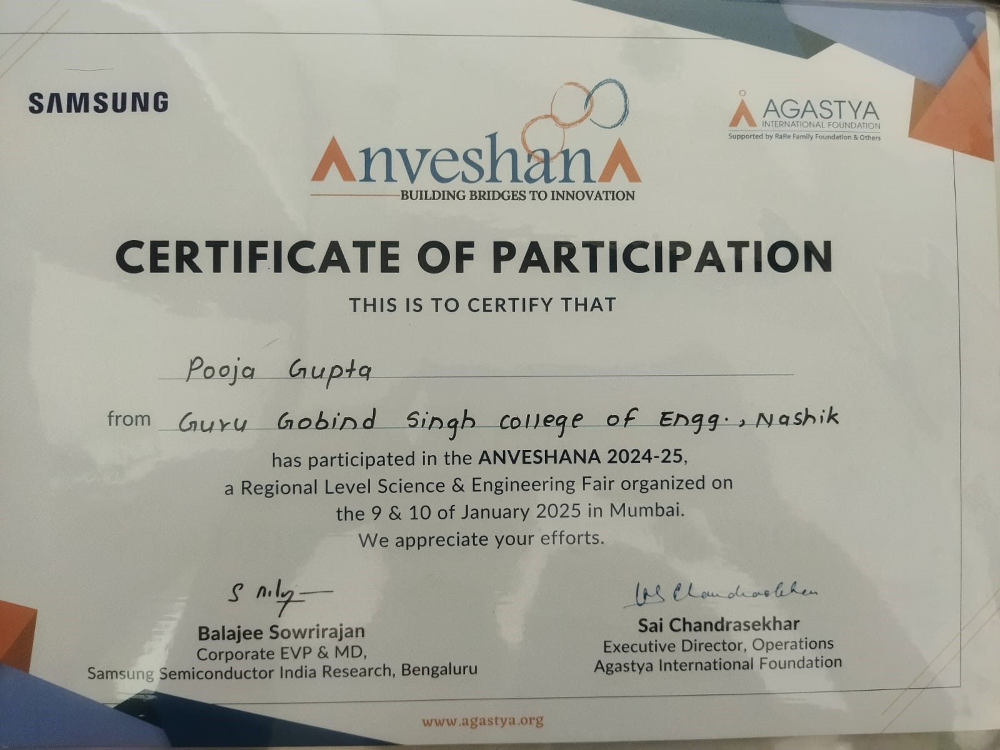 SAMSUNG
AnveshanA
BUILDING BRIDGES TO INNOVATION
AGASTYA
INTERNATIONAL FOUNDATION
Supported by RaRe Family Foundation & Others
CERTIFICATE OF PARTICIPATION
THIS IS TO CERTIFY THAT
Pooja Gupta
from Guru Gobind Singh college of Engg., Nashik
has participated in the ANVESHANA 2024-25,
a Regional Level Science & Engineering Fair organized on
the 9 & 10 of January 2025 in Mumbai.
We appreciate your efforts.
Balajee Sowrirajan
Corporate EVP & MD,
Samsung Semiconductor India Research, Bengaluru
Chandrasekhar
Sai Chandrasekhar
Executive Director, Operations
Agastya International Foundation
www.agastya.org